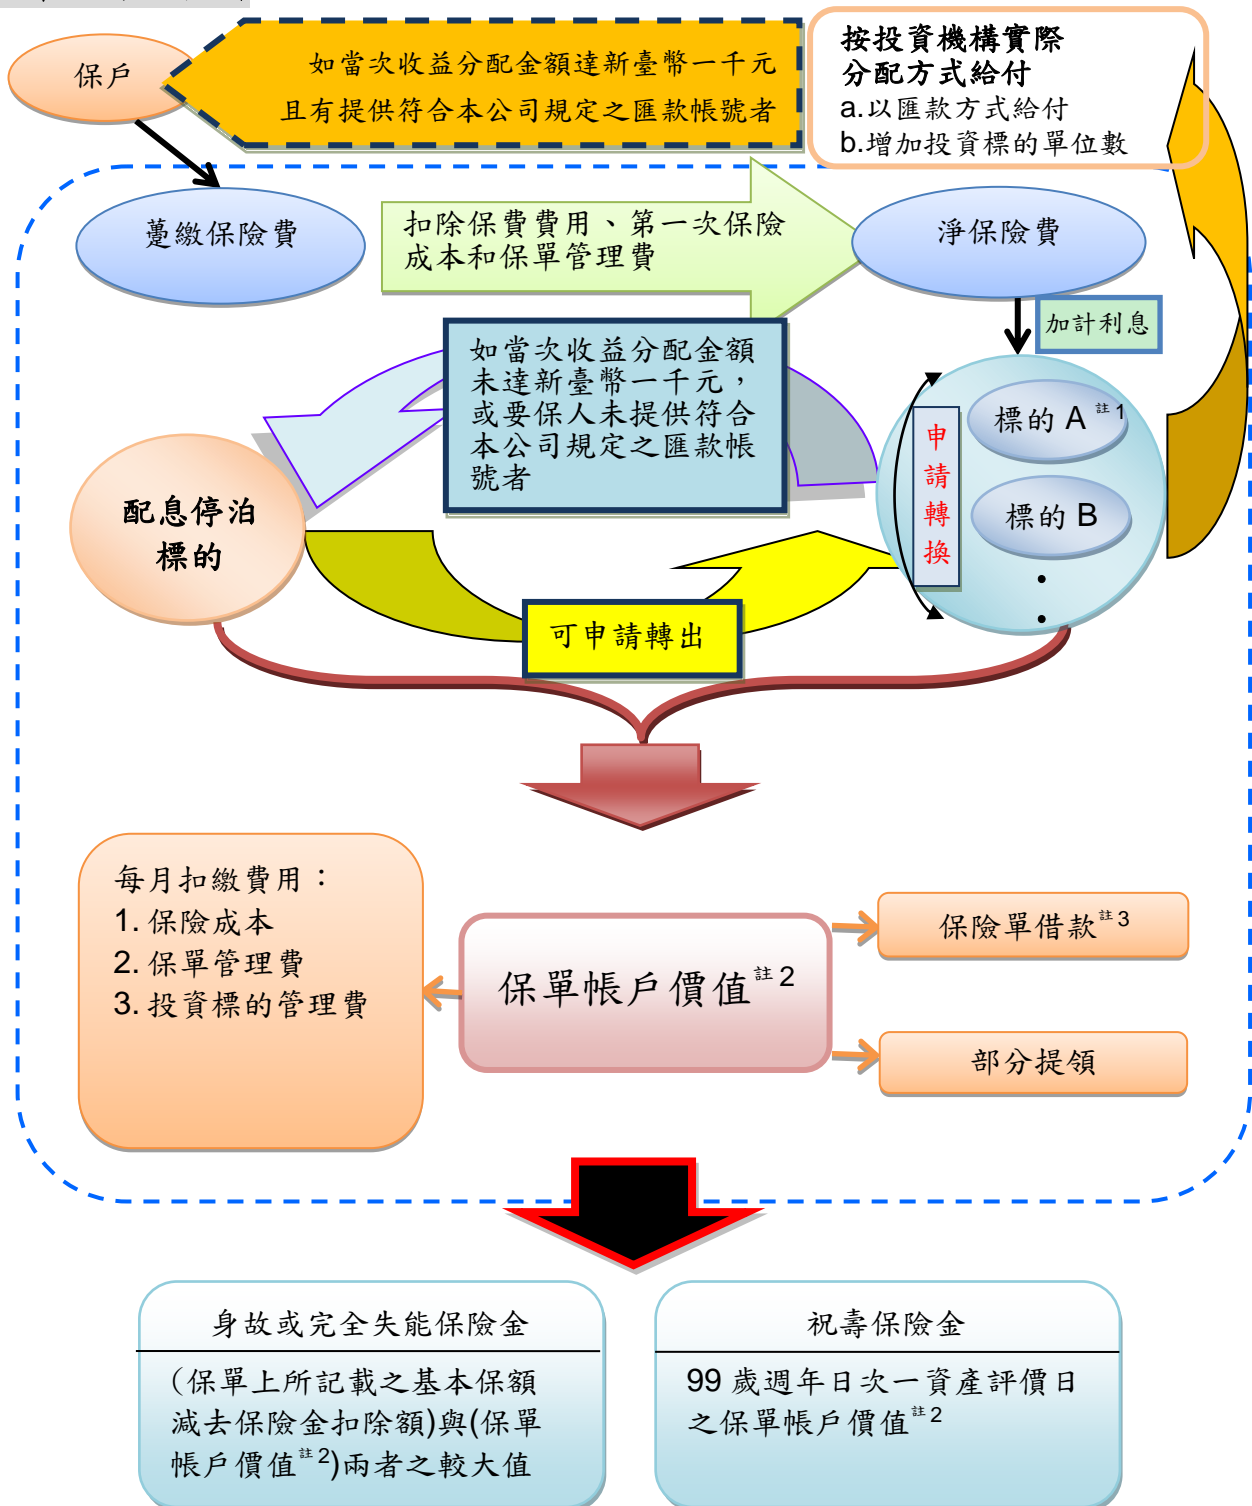 保戶
如當次收益分配金額達新臺幣一千元
且有提供符合本公司規定之匯款帳號者
按投資機構實際
分配方式給付
a.以匯款方式給付
b.增加投資標的單位數
躉繳保險費
扣除保費費用、第一次保險
成本和保單管理費
淨保險費
加計利息
如當次收益分配金額
未達新臺幣一千元，
或要保人未提供符合
本公司規定之匯款帳
號者
標的 A 註1
標的 B
申請轉換
配息停泊
標的
可申請轉出
每月扣繳費用：
1. 保險成本
2. 保單管理費
3. 投資標的管理費
保單帳戶價值註2
保險單借款註3
部分提領
身故或完全失能保險金
(保單上所記載之基本保額
減去保險金扣除額)與(保單
帳戶價值註2)兩者之較大值
祝壽保險金
99 歲週年日次一資產評價日
之保單帳戶價值註2